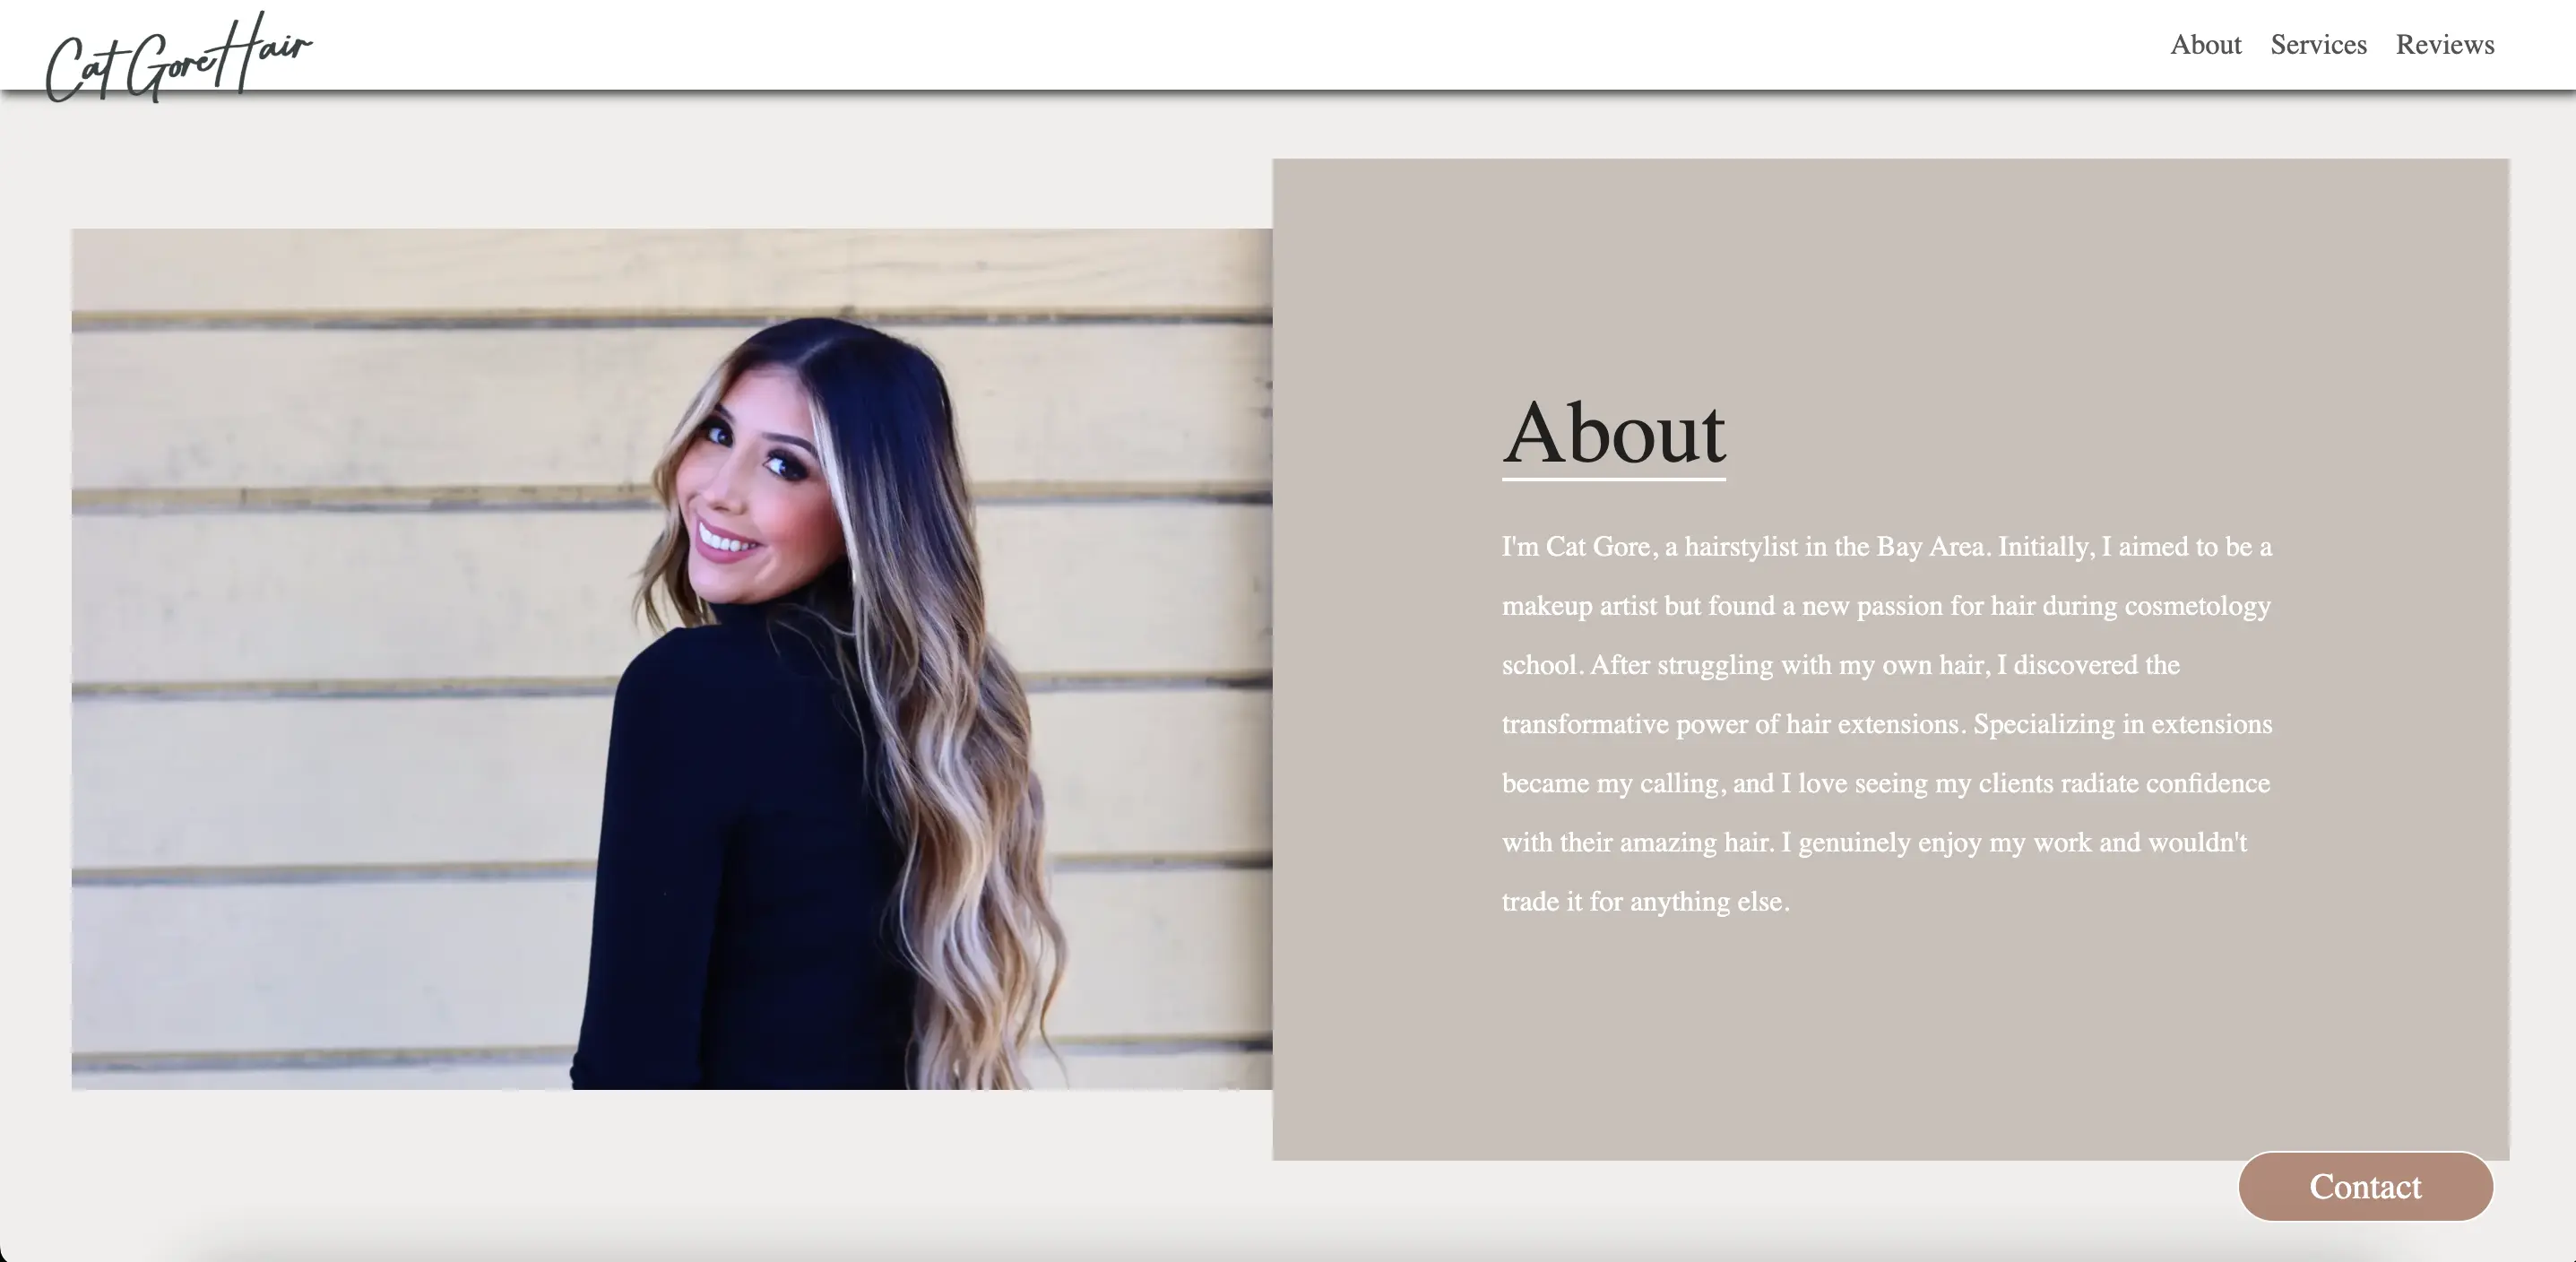 Cat Gore Hair
About Services Reviews
About
I'm Cat Gore, a hairstylist in the Bay Area. Initially, I aimed to be a
makeup artist but found a new passion for hair during cosmetology
school. After struggling with my own hair, I discovered the
transformative power of hair extensions. Specializing in extensions
became my calling, and I love seeing my clients radiate confidence
with their amazing hair. I genuinely enjoy my work and wouldn't
trade it for anything else.
Contact